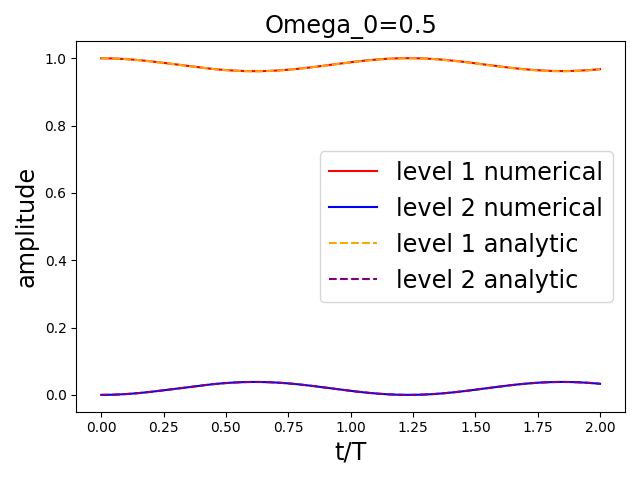 Omega_0=0.5
1.0
0.8
0.6
0.4
0.2
0.0
amplitude
level 1 numerical
level 2 numerical
level 1 analytic
level 2 analytic
0.00 0.25 0.50 0.75 1.00 1.25 1.50 1.75 2.00
t/T